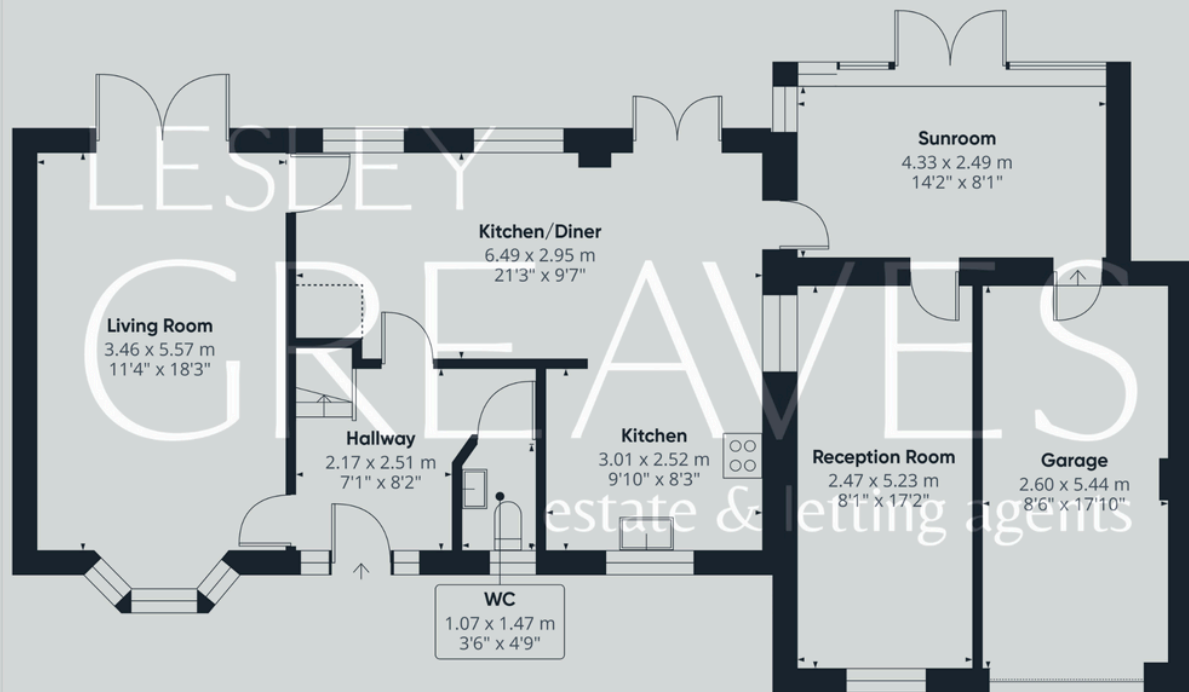 LESLEY
GREAVES
estate & letting agents
Sunroom
4.33 x 2.49 m
14'2" x 8'1"
Kitchen/Diner
6.49 x 2.95 m
21'3" x 9'7"
Living Room
3.46 x 5.57 m
11'4" x 18'3"
Hallway
2.17 x 2.51 m
7'1" x 8'2"
Kitchen
3.01 x 2.52 m
9'10" x 8'3"
Reception Room
2.47 x 5.23 m
8'1" x 17'2"
Garage
2.60 x 5.44 m
8'6" x 17'10"
WC
1.07 x 1.47 m
3'6" x 4'9"